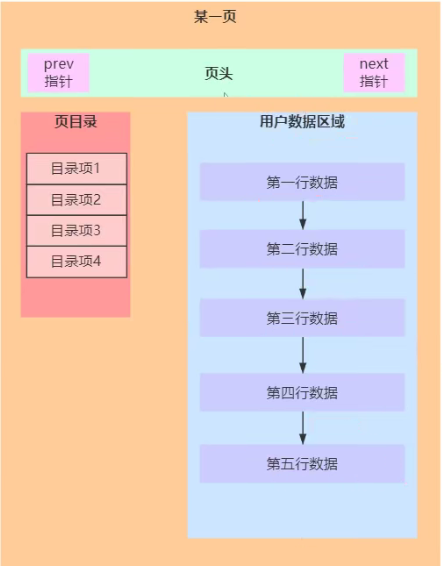 某一页
prev
指针
页头
next
指针
页目录
目录项1
目录项2
目录项3
目录项4
用户数据区域
第一行数据
第二行数据
第三行数据
第四行数据
第五行数据